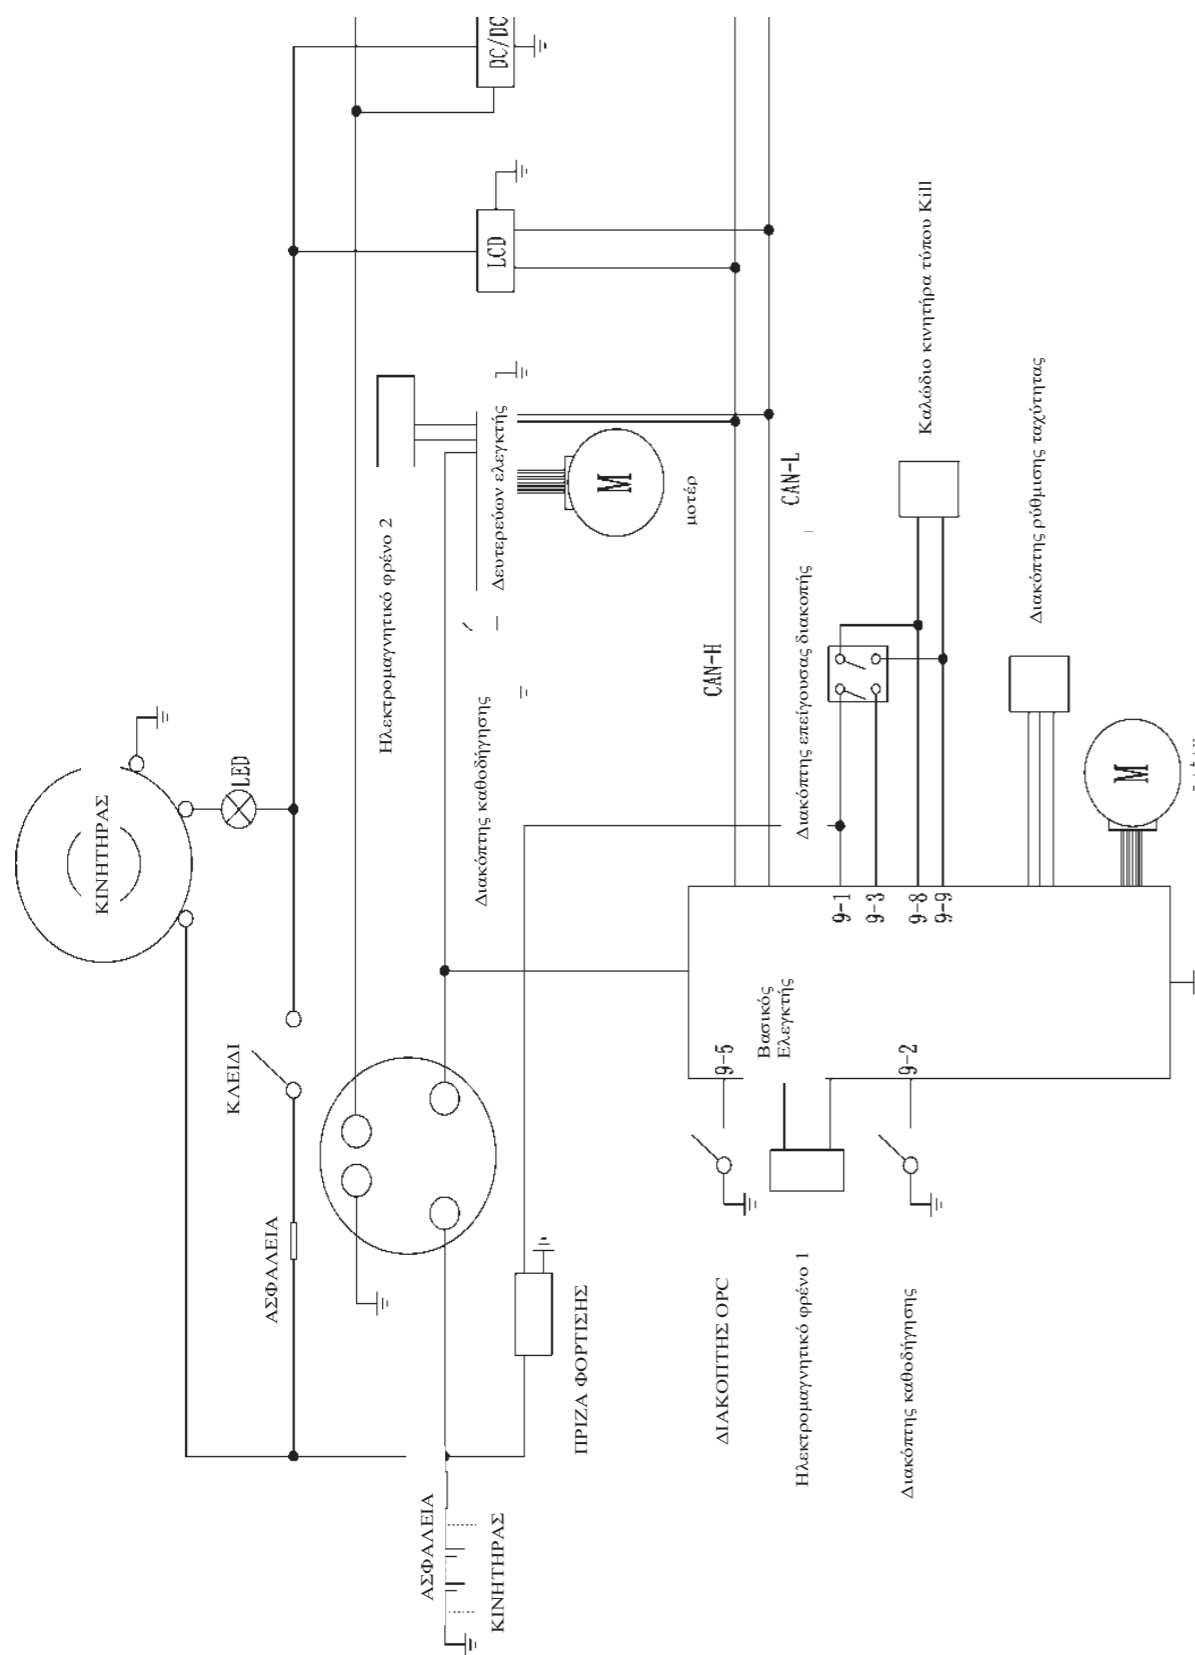 ΚΙΝΗΤΗΡΑΣ
LED
ΚΛΕΙΔΙ
ΑΣΦΑΛΕΙΑ
DC/DC
LCD
Ηλεκτρομαγνητικό φρένο 2
Δευτερεύων ελεγκτής
Διακόπτης καθοδήγησης
M
μοτέρ
CAN-H
CAN-L
Διακόπτης επείγουσας διακοπής
Καλώδιο κινητήρα τύπου Kill
Διακόπτης ρύθμισης ταχύτητας
M
9-1
9-3
9-8
9-9
Βασικός
Ελεγκτής
9-5
9-2
ΑΣΦΑΛΕΙΑ
ΚΙΝΗΤΗΡΑΣ
ΠΡΙΖΑ ΦΟΡΤΙΣΗΣ
ΔΙΑΚΟΠΤΗΣ OPC
Ηλεκτρομαγνητικό φρένο 1
Διακόπτης καθοδήγησης